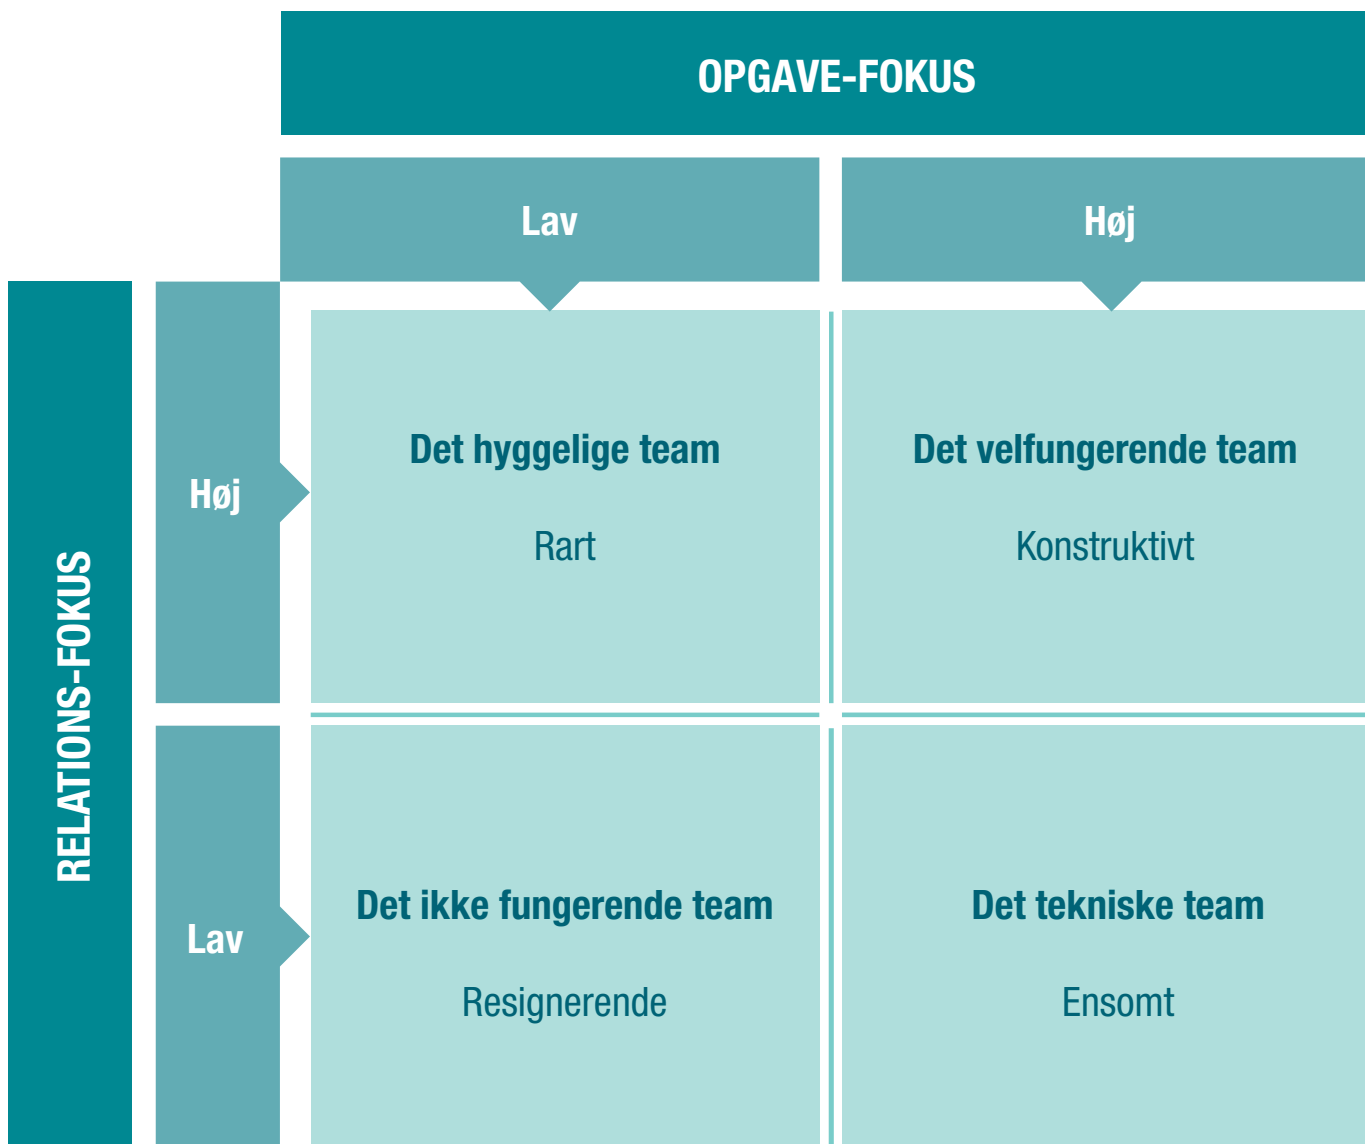 OPGAVE-FOKUS
Lav
Høj
RELATIONS-FOKUS
Høj
Det hyggelige team
Rart
Det velfungerende team
Konstruktivt
Lav
Det ikke fungerende team
Resignerende
Det tekniske team
Ensomt